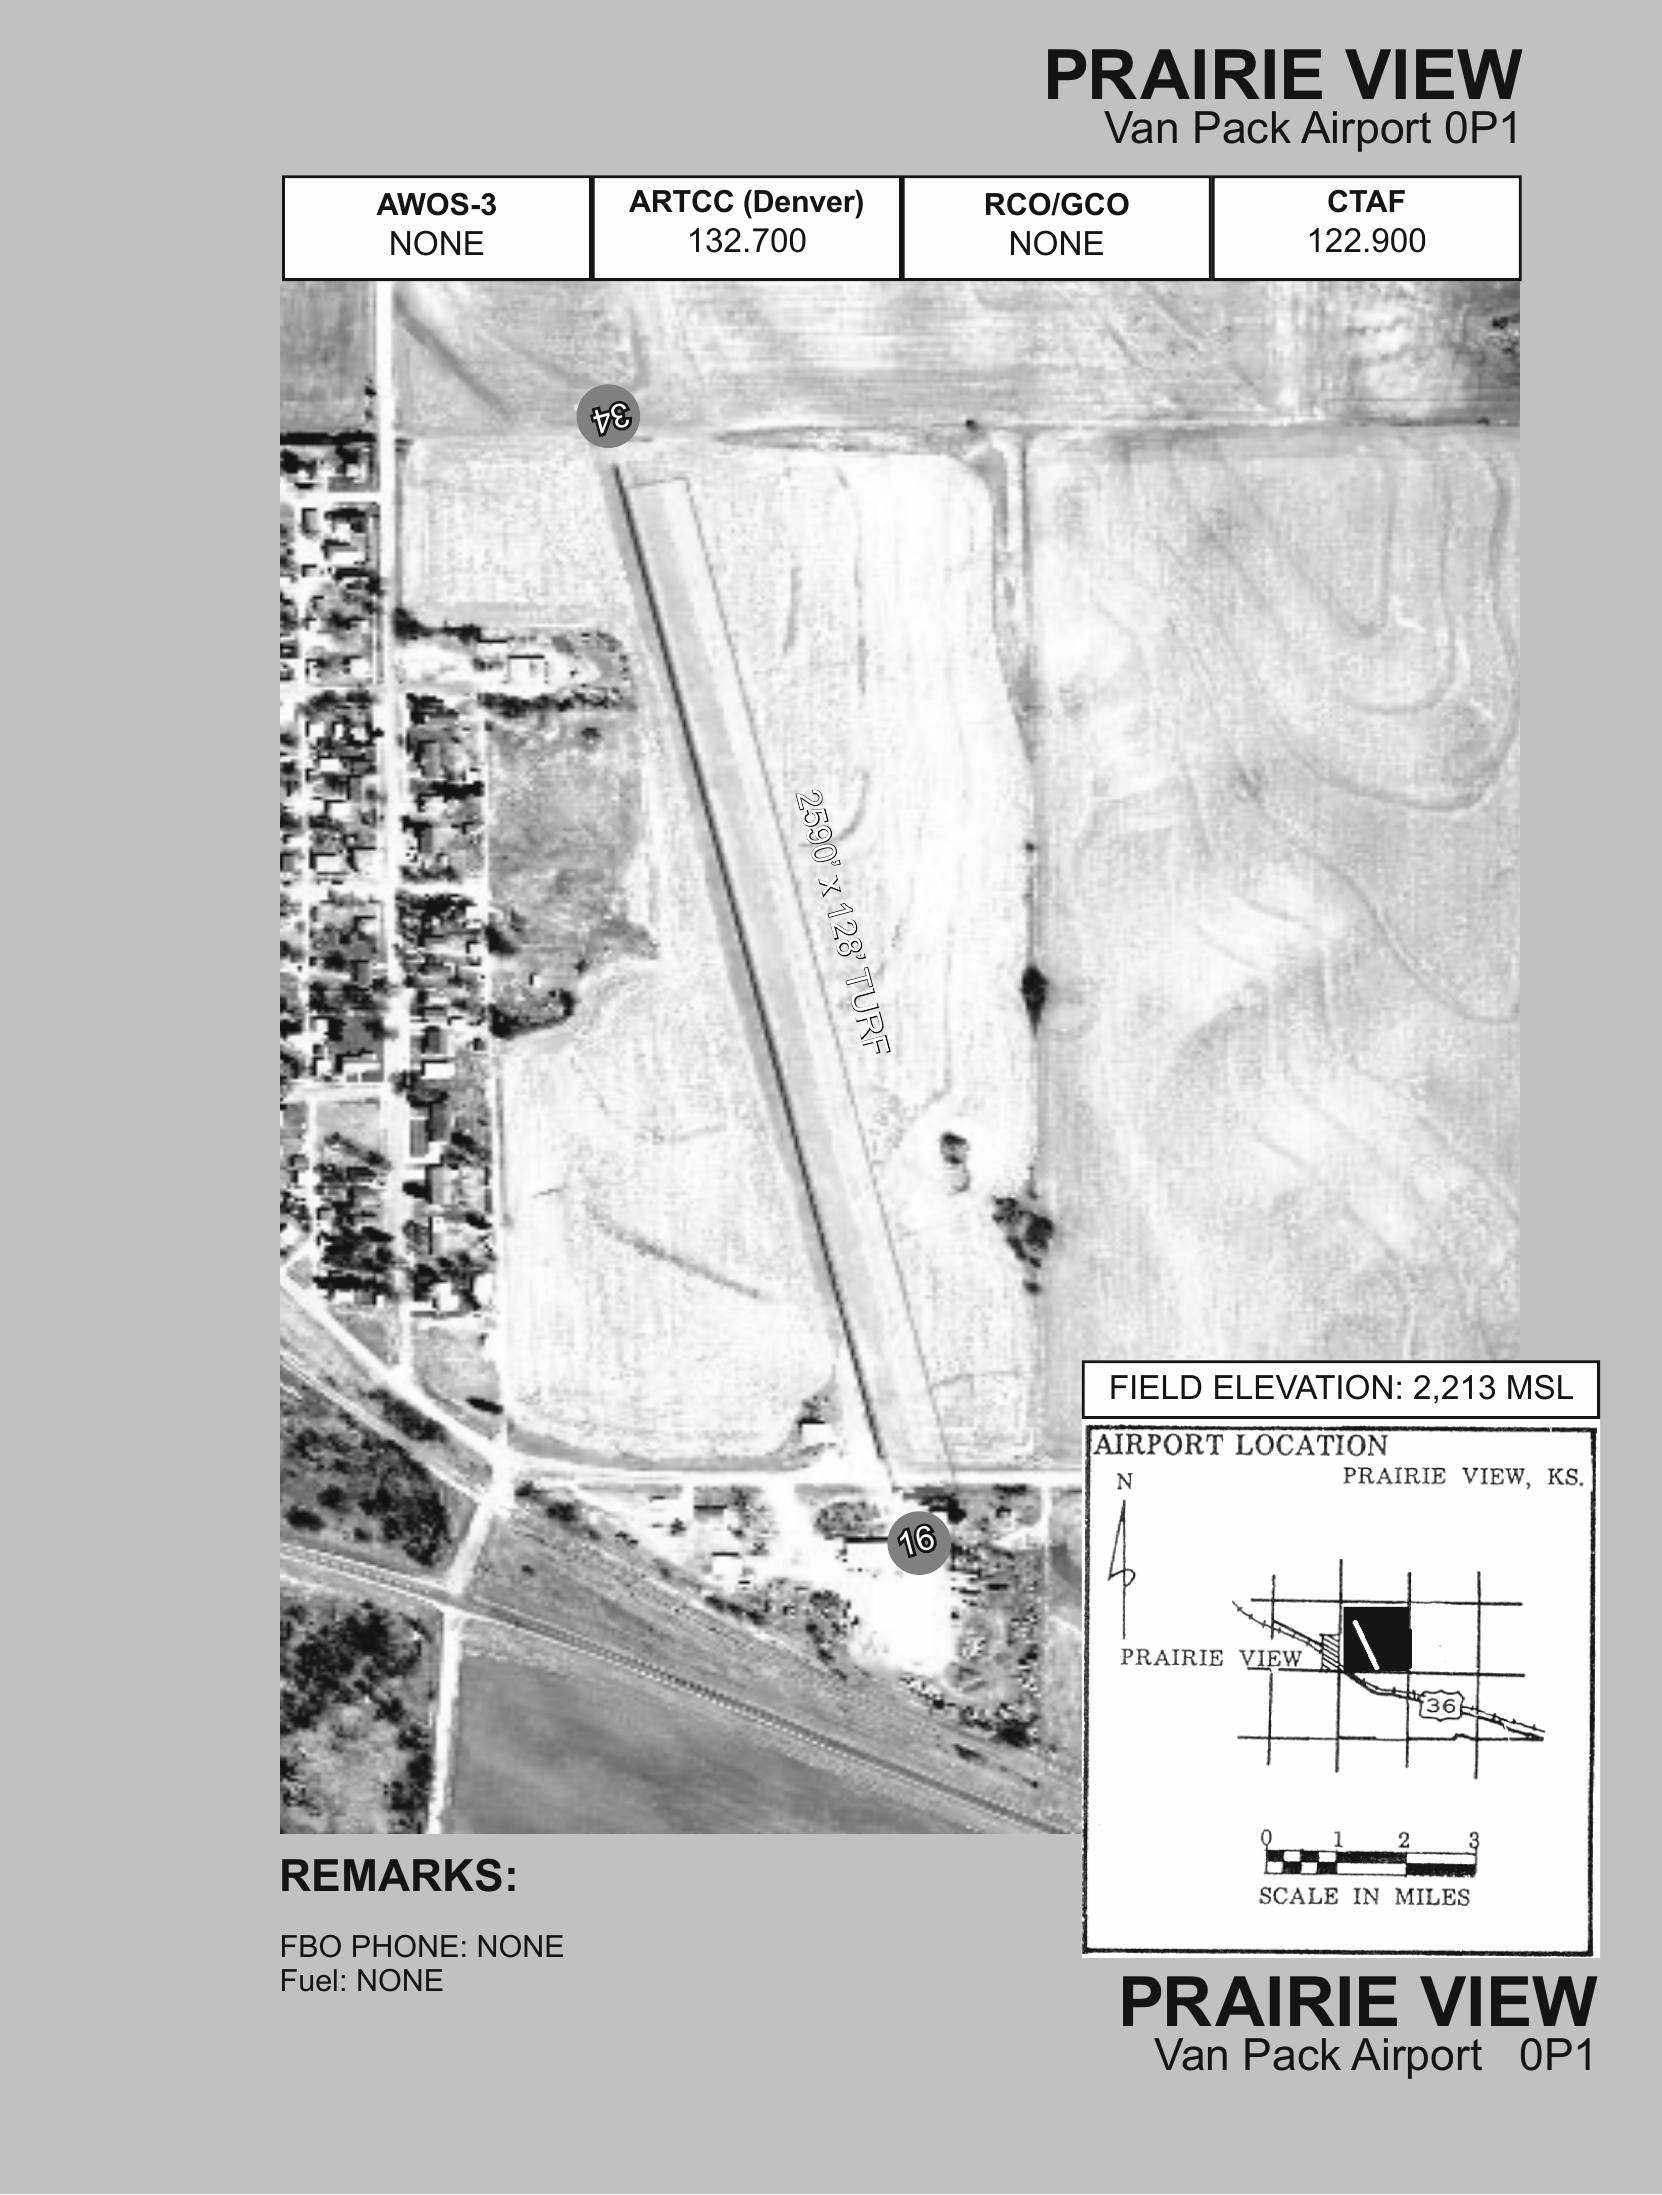 PRAIRIE VIEW
Van Pack Airport 0P1
AWOS-3
NONE
ARTCC (Denver)
132.700
RCO/GCO
NONE
CTAF
122.900
34
2590' x 128' TURF
16
FIELD ELEVATION: 2,213 MSL
AIRPORT LOCATION
PRAIRIE VIEW, KS.
N
PRAIRIE VIEW
36
0 1 2 3
SCALE IN MILES
REMARKS:
FBO PHONE: NONE
Fuel: NONE
PRAIRIE VIEW
Van Pack Airport 0P1